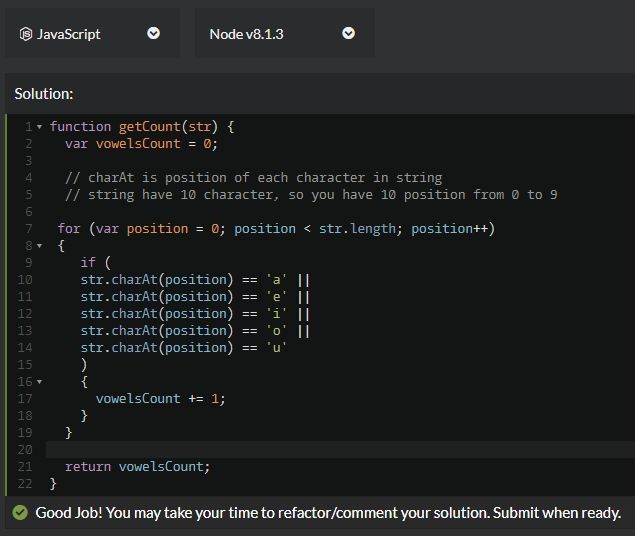 JavaScript Node v8.1.3
Solution:
1 function getCount(str) {
2 var vowelsCount = 0;
3
4 // charAt is position of each character in string
5 // string have 10 character, so you have 10 position from 0 to 9
6
7 for (var position = 0; position < str.length; position++)
8 {
9 if (
10 str.charAt(position) == 'a' ||
11 str.charAt(position) == 'e' ||
12 str.charAt(position) == 'i' ||
13 str.charAt(position) == 'o' ||
14 str.charAt(position) == 'u'
15 )
16 {
17 vowelsCount += 1;
18 }
19 }
20
21 return vowelsCount;
22 }
Good Job! You may take your time to refactor/comment your solution. Submit when ready.